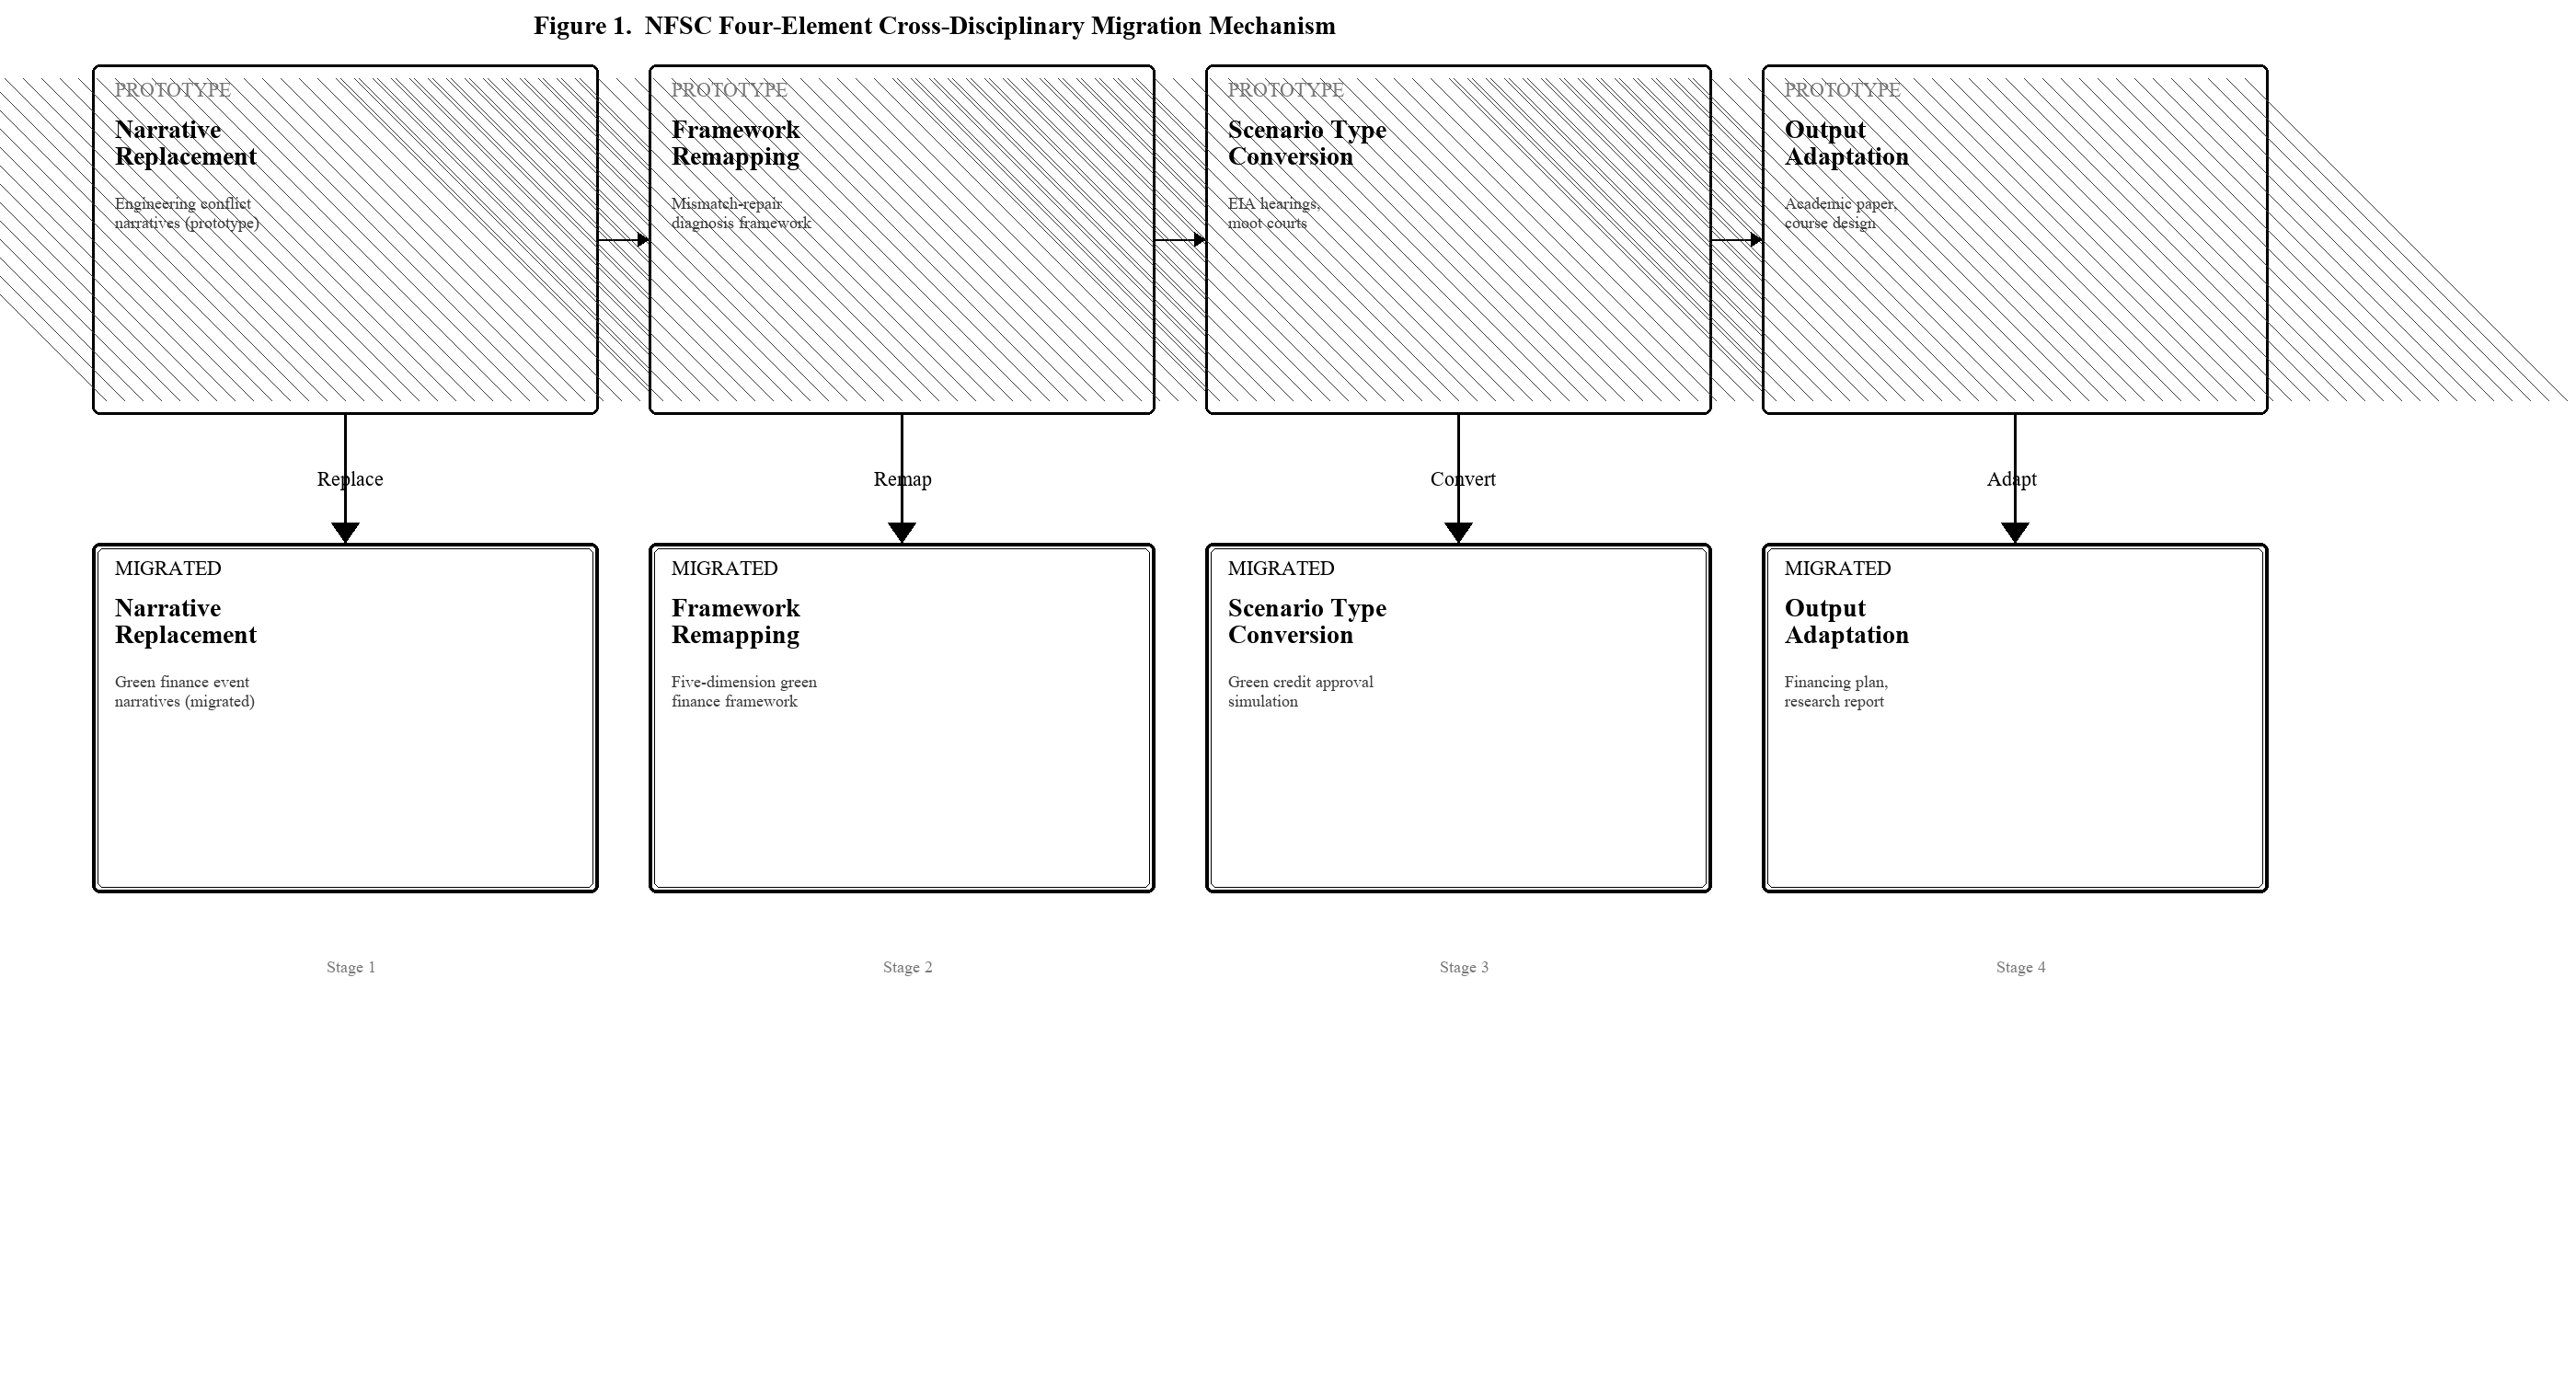 Figure 1.  NFSC Four-Element Cross-Disciplinary Migration Mechanism
PROTOTYPE
Narrative
Replacement
Engineering conflict
narratives (prototype)
PROTOTYPE
Framework
Remapping
Mismatch-repair
diagnosis framework
PROTOTYPE
Scenario Type
Conversion
EIA hearings,
moot courts
PROTOTYPE
Output
Adaptation
Academic paper,
course design
Replace
Remap
Convert
Adapt
MIGRATED
Narrative
Replacement
Green finance event
narratives (migrated)
MIGRATED
Framework
Remapping
Five-dimension green
finance framework
MIGRATED
Scenario Type
Conversion
Green credit approval
simulation
MIGRATED
Output
Adaptation
Financing plan,
research report
Stage 1
Stage 2
Stage 3
Stage 4